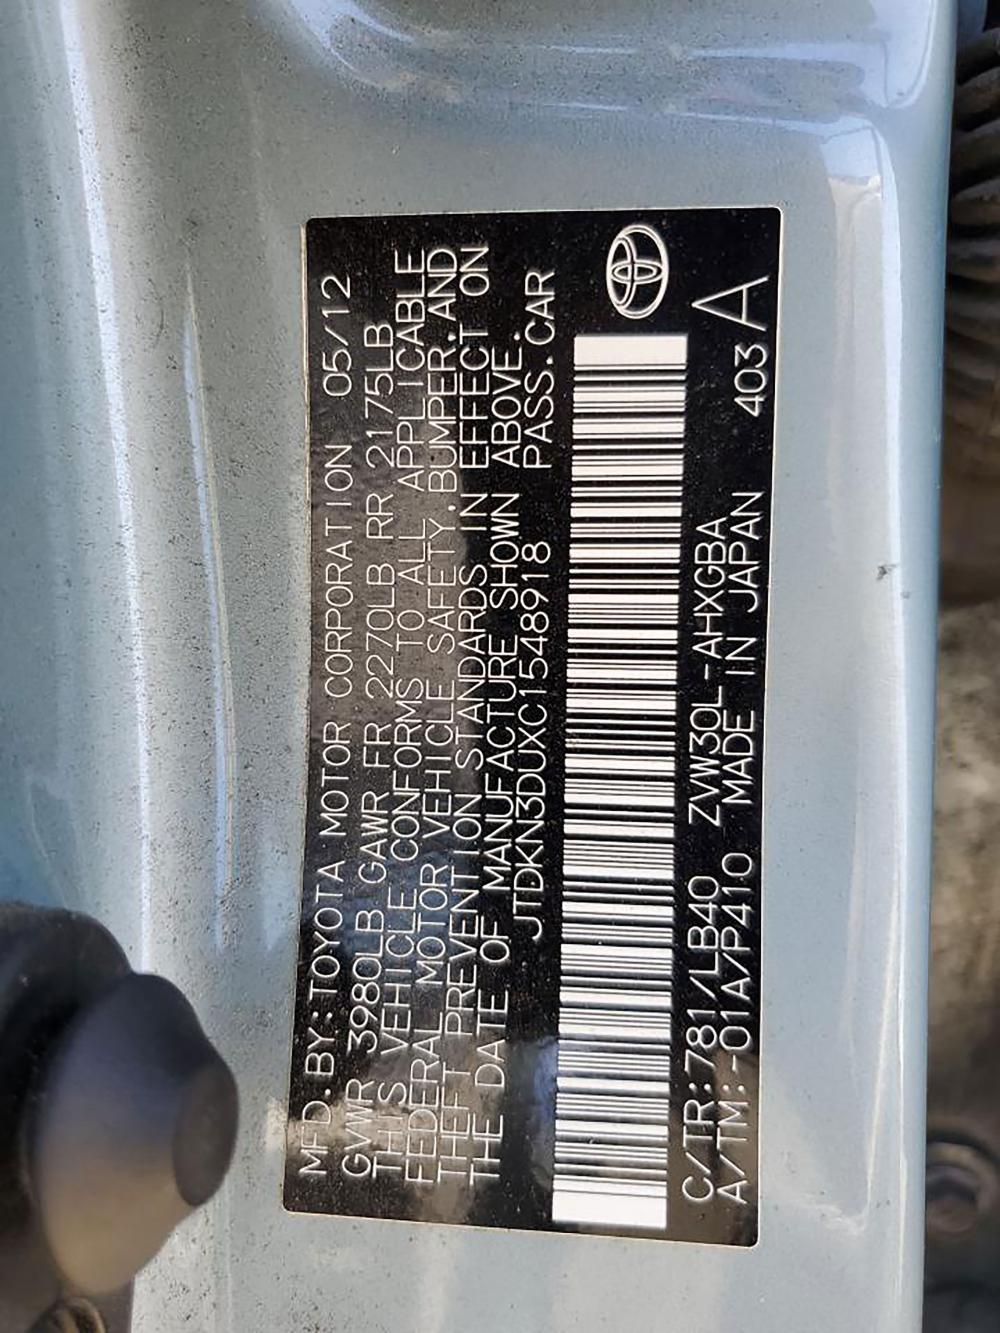 MFD.BY:TOYOTA MOTOR CORPORATION 05/12
GVWR 3980LB GAWR FR 2270LB RR 2175LB
THIS VEHICLE CONFORMS TO ALL APPLICABLE
FEDERAL MOTOR VEHICLE SAFETY,BUMPER,AND
THEFT PREVENTION STANDARDS IN EFFECT ON
THE DATE OF MANUFACTURE SHOWN ABOVE.
JTDKN3DUXC1548918 PASS.CAR
C/TR:781/LB40 ZVW30L-AHXGBA
A/TM:-01A/P410 MADE IN JAPAN 403 A